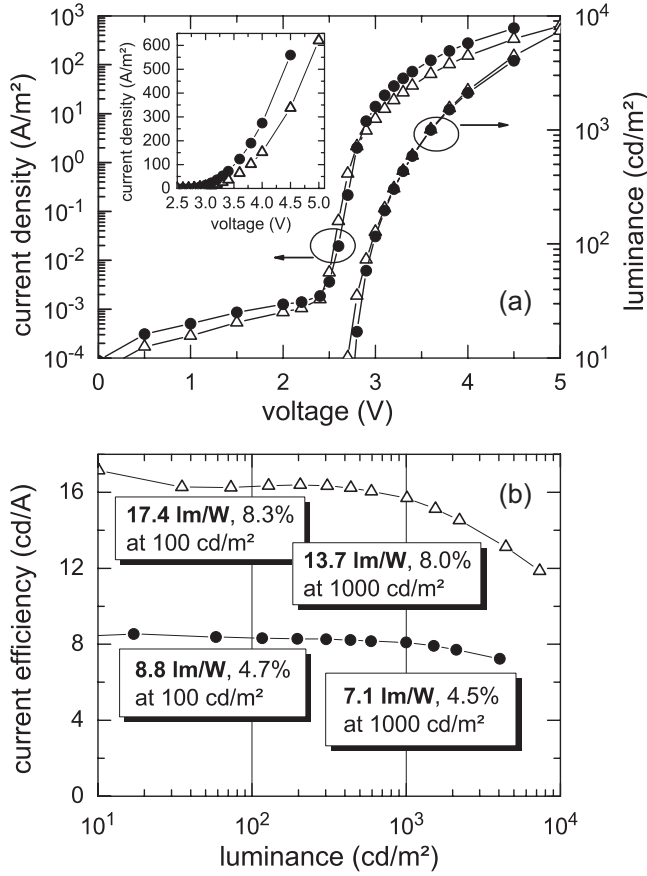 10³
10²
10¹
10⁰
10⁻¹
10⁻²
10⁻³
10⁻⁴
current density (A/m²)
600
500
400
300
200
100
0
current density (A/m²)
2.5 3.0 3.5 4.0 4.5 5.0
voltage (V)
10⁴
10³
10²
10¹
luminance (cd/m²)
(a)
0 1 2 3 4 5
voltage (V)
16
12
8
4
0
current efficiency (cd/A)
(b)
17.4 lm/W, 8.3%
at 100 cd/m²
13.7 lm/W, 8.0%
at 1000 cd/m²
8.8 lm/W, 4.7%
at 100 cd/m²
7.1 lm/W, 4.5%
at 1000 cd/m²
10¹ 10² 10³ 10⁴
luminance (cd/m²)